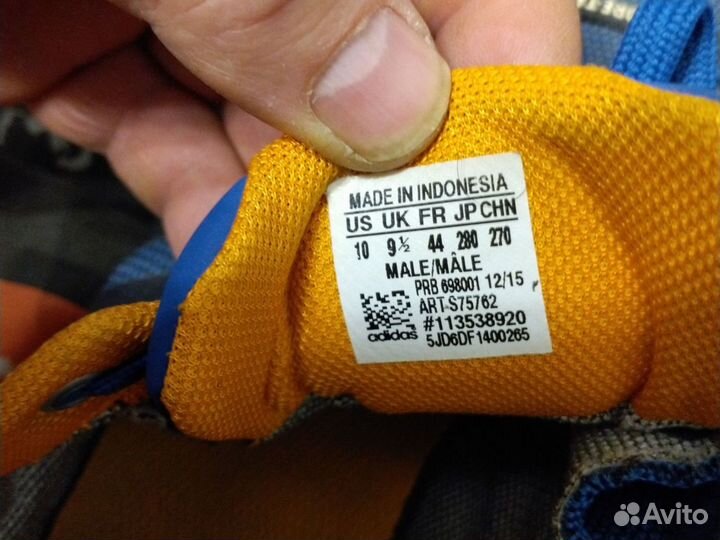 MADE IN INDONESIA
US UK FR JP CHN
10 9½ 44 280 270
MALE/MÂLE
PRB 698001 12/15
ART-S75762
#113538920
adidas 5JD6DF1400265
Avito